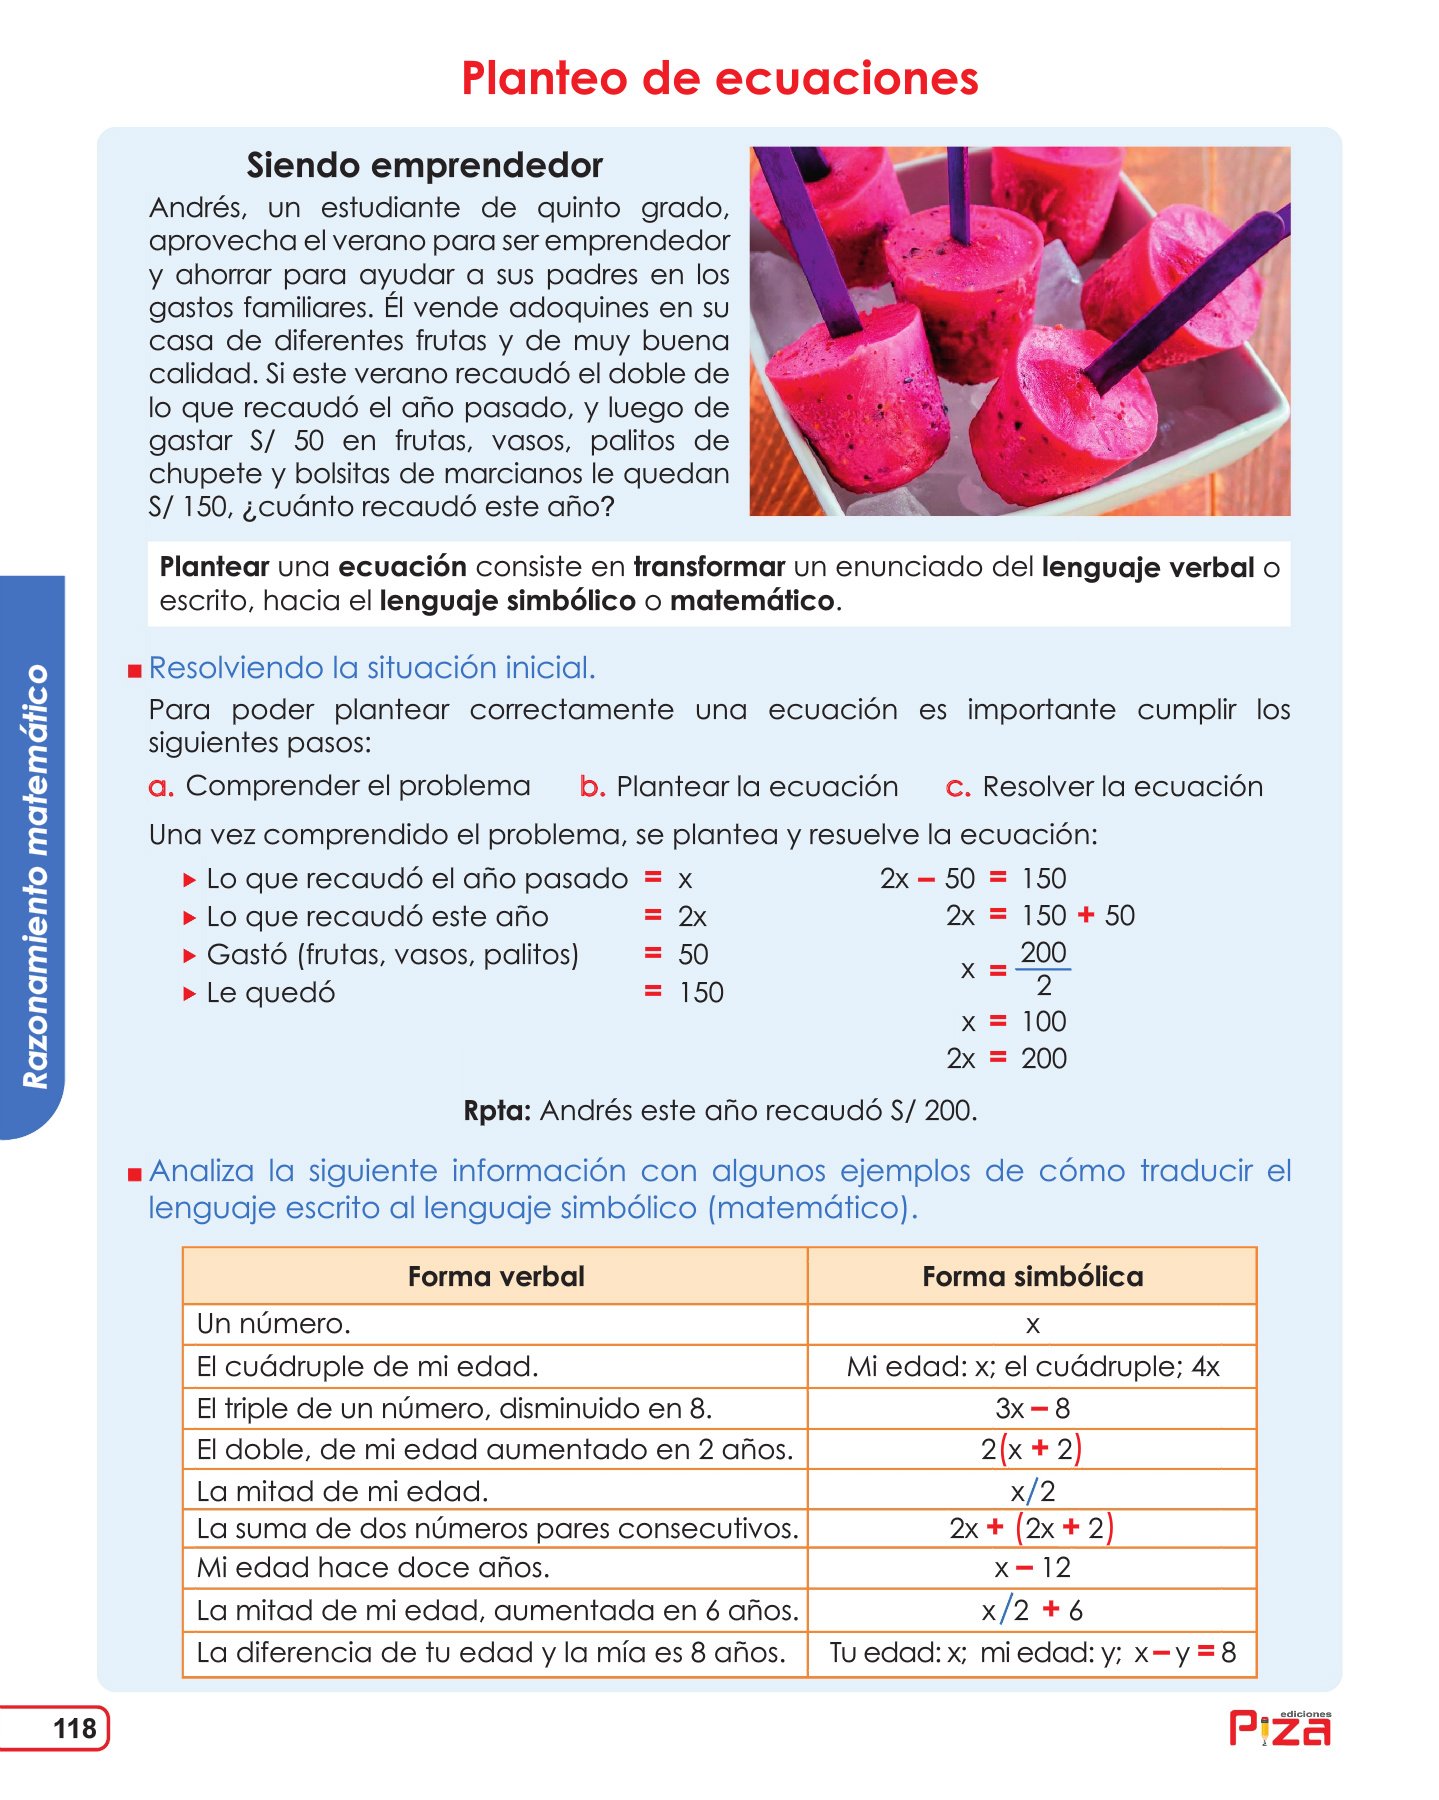 Planteo de ecuaciones
Siendo emprendedor
Andrés, un estudiante de quinto grado,
aprovecha el verano para ser emprendedor
y ahorrar para ayudar a sus padres en los
gastos familiares. Él vende adoquines en su
casa de diferentes frutas y de muy buena
calidad. Si este verano recaudó el doble de
lo que recaudó el año pasado, y luego de
gastar S/ 50 en frutas, vasos, palitos de
chupete y bolsitas de marcianos le quedan
S/ 150, ¿cuánto recaudó este año?
Plantear una ecuación consiste en transformar un enunciado del lenguaje verbal o
escrito, hacia el lenguaje simbólico o matemático.
Resolviendo la situación inicial.
Para poder plantear correctamente una ecuación es importante cumplir los
siguientes pasos:
a. Comprender el problema b. Plantear la ecuación c. Resolver la ecuación
Una vez comprendido el problema, se plantea y resuelve la ecuación:
Lo que recaudó el año pasado = x
Lo que recaudó este año = 2x
Gastó (frutas, vasos, palitos) = 50
Le quedó = 150
2x – 50 = 150
2x = 150 + 50
x = 200/2
x = 100
2x = 200
Rpta: Andrés este año recaudó S/ 200.
Analiza la siguiente información con algunos ejemplos de cómo traducir el
lenguaje escrito al lenguaje simbólico (matemático).
Forma verbal Forma simbólica
Un número. x
El cuádruple de mi edad. Mi edad: x; el cuádruple; 4x
El triple de un número, disminuido en 8. 3x – 8
El doble, de mi edad aumentado en 2 años. 2(x + 2)
La mitad de mi edad. x/2
La suma de dos números pares consecutivos. 2x + (2x + 2)
Mi edad hace doce años. x – 12
La mitad de mi edad, aumentada en 6 años. x/2 + 6
La diferencia de tu edad y la mía es 8 años. Tu edad: x; mi edad: y; x – y = 8
Razonamiento matemático
118
ediciones
Piza